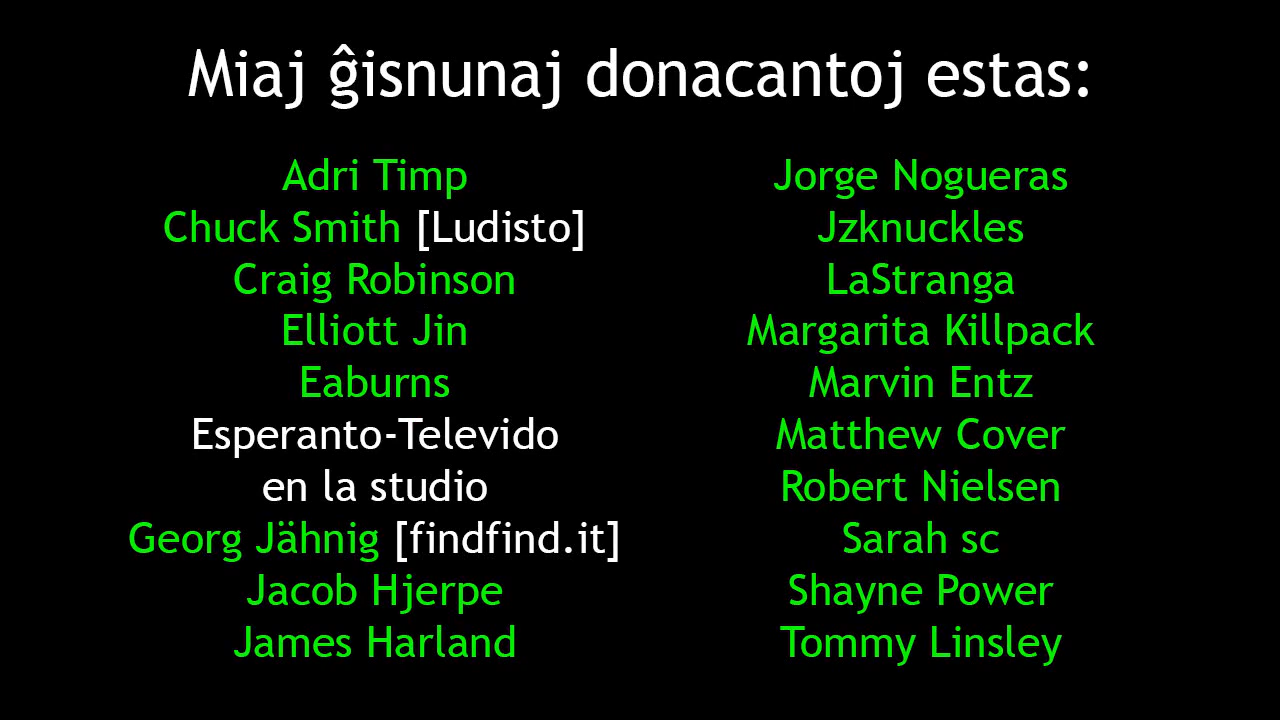 Miaj ĝisnunaj donacantoj estas:
Adri Timp
Chuck Smith [Ludisto]
Craig Robinson
Elliott Jin
Eaburns
Esperanto-Televido
en la studio
Georg Jähnig [findfind.it]
Jacob Hjerpe
James Harland
Jorge Nogueras
Jzknuckles
LaStranga
Margarita Killpack
Marvin Entz
Matthew Cover
Robert Nielsen
Sarah sc
Shayne Power
Tommy Linsley